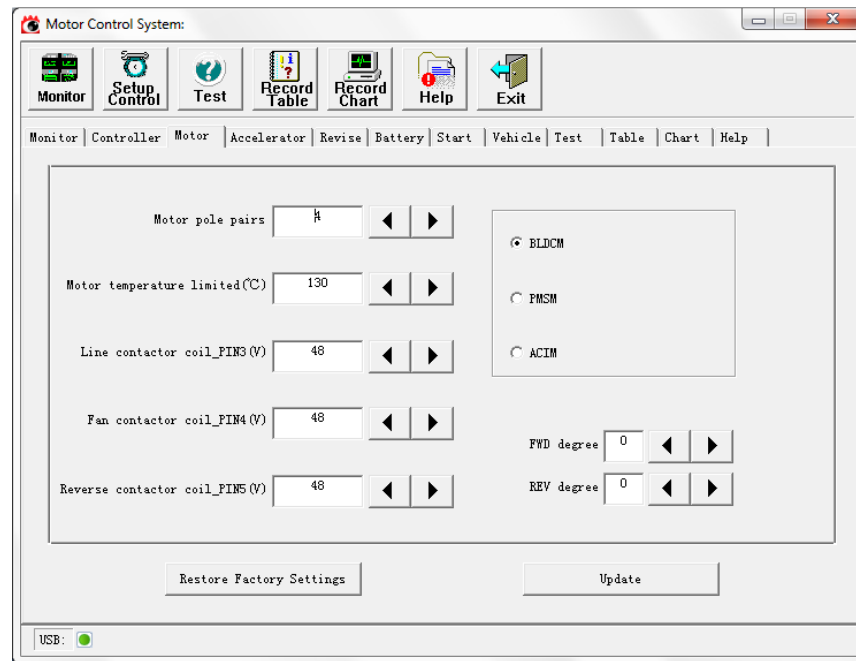 Motor Control System:
Monitor
Setup Control
Test
Record Table
Record Chart
Help
Exit
Monitor Controller Motor Accelerator Revise Battery Start Vehicle Test Table Chart Help
Motor pole pairs 4
Motor temperature limited(℃) 130
Line contactor coil_PIN3(V) 48
Fan contactor coil_PIN4(V) 48
Reverse contactor coil_PIN5(V) 48
BLDCM
PMSM
ACIM
FWD degree 0
REV degree 0
Restore Factory Settings
Update
USB: